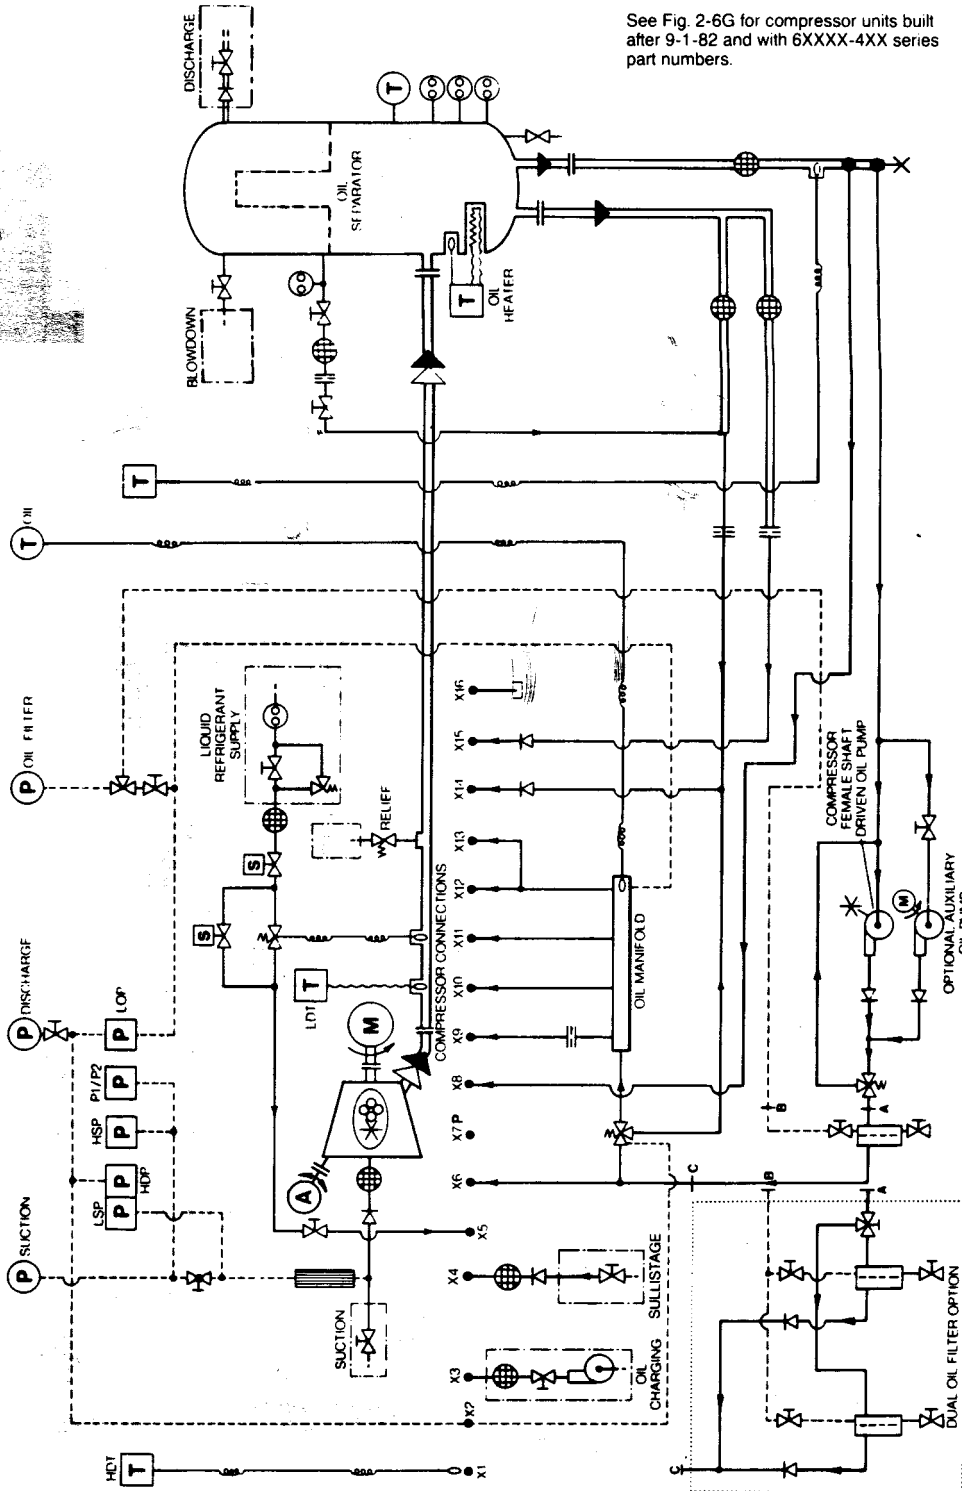 See Fig. 2-6G for compressor units built
after 9-1-82 and with 6XXXX-4XX series
part numbers.
DISCHARGE
T
OIL
SEPARATOR
T
OIL
HEATER
BLOWDOWN
T
T
OIL
P
OIL FILTER
LIQUID
REFRIGERANT
SUPPLY
S
S
RELIEF
T
LDT
M
A
COMPRESSOR CONNECTIONS
P
DISCHARGE
P
LOP
P
P1/P2
P
HSP
P
HDP
P
LSP
P
SUCTION
SUCTION
T
HDT
X1
X2
X3
X4
X5
X6
X7 P
X8
X9
X10
X11
X12
X13
X14
X15
X16
OIL MANIFOLD
SULLISTAGE
OIL
CHARGING
COMPRESSOR
FEMALE SHAFT
DRIVEN OIL PUMP
M
OPTIONAL AUXILIARY
OIL PUMP
A
B
C
A
B
C
DUAL OIL FILTER OPTION